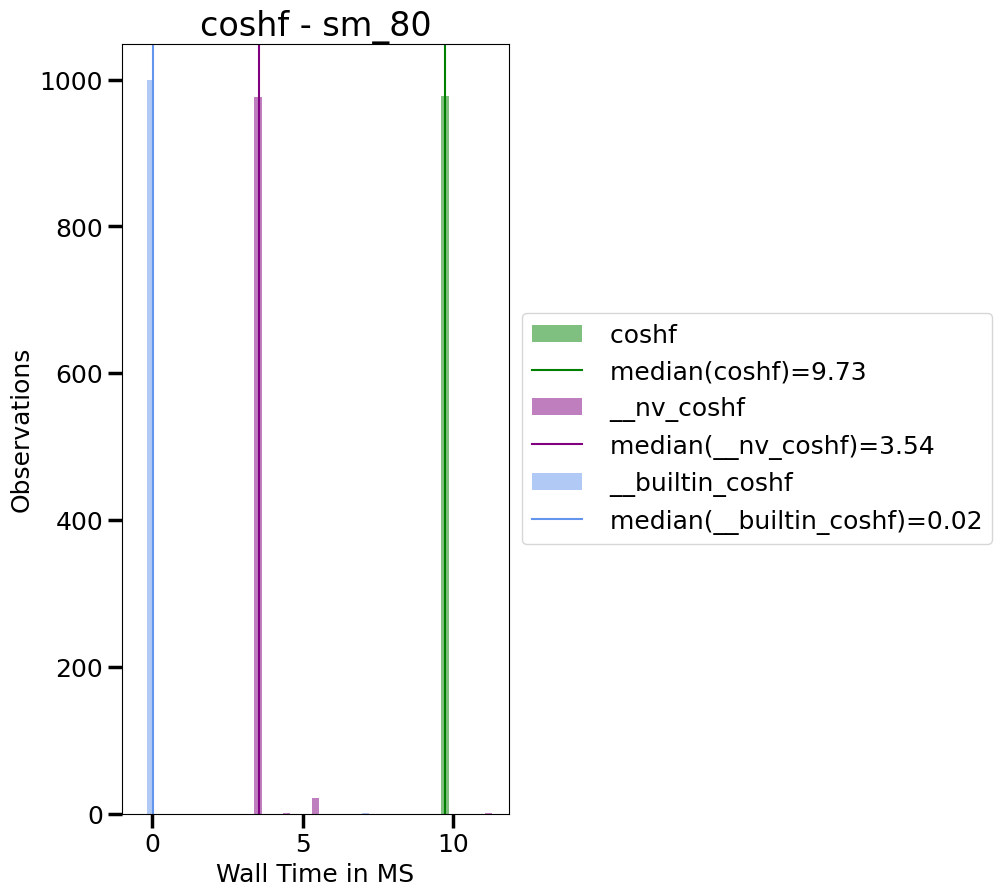 coshf - sm_80
1000
800
600
400
200
0
Observations
0 5 10
Wall Time in MS
coshf
median(coshf)=9.73
__nv_coshf
median(__nv_coshf)=3.54
__builtin_coshf
median(__builtin_coshf)=0.02